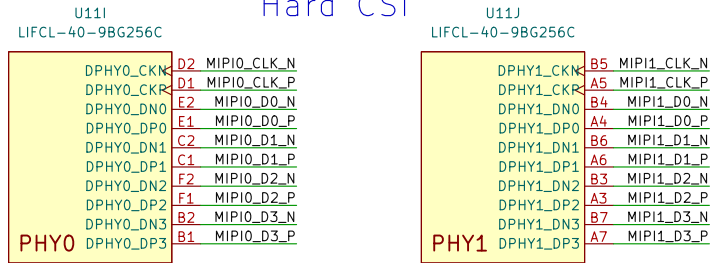 Hard CSI
U11I
LIFCL-40-9BG256C
DPHY0_CKN D2 MIPI0_CLK_N
DPHY0_CKP D1 MIPI0_CLK_P
DPHY0_DN0 E2 MIPI0_D0_N
DPHY0_DP0 E1 MIPI0_D0_P
DPHY0_DN1 C2 MIPI0_D1_N
DPHY0_DP1 C1 MIPI0_D1_P
DPHY0_DN2 F2 MIPI0_D2_N
DPHY0_DP2 F1 MIPI0_D2_P
DPHY0_DN3 B2 MIPI0_D3_N
PHY0 DPHY0_DP3 B1 MIPI0_D3_P
U11J
LIFCL-40-9BG256C
DPHY1_CKN B5 MIPI1_CLK_N
DPHY1_CKP A5 MIPI1_CLK_P
DPHY1_DN0 B4 MIPI1_D0_N
DPHY1_DP0 A4 MIPI1_D0_P
DPHY1_DN1 B6 MIPI1_D1_N
DPHY1_DP1 A6 MIPI1_D1_P
DPHY1_DN2 B3 MIPI1_D2_N
DPHY1_DP2 A3 MIPI1_D2_P
DPHY1_DN3 B7 MIPI1_D3_N
PHY1 DPHY1_DP3 A7 MIPI1_D3_P